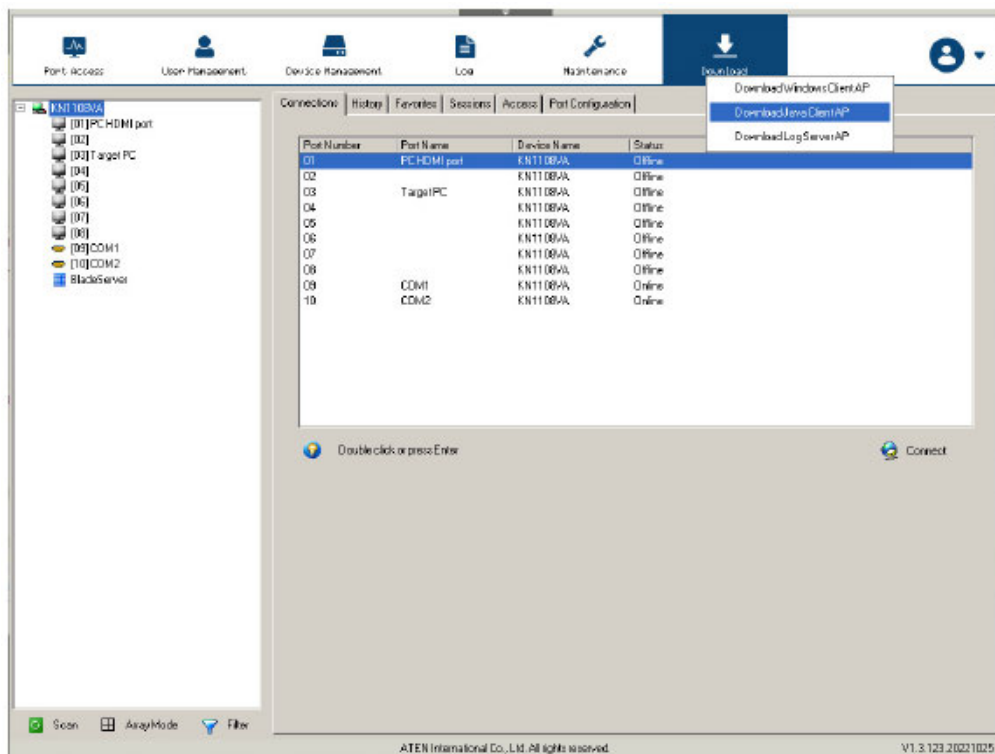 Port Access User Management Device Management Log Maintenance Download
Download Windows Client AP
Download Java Client AP
Download Log Server AP
KN1108VA
[01]PC HDMI port
[02]
[03]Target PC
[04]
[05]
[06]
[07]
[08]
[09]COM1
[10]COM2
BladeServer
Connections History Favorites Sessions Access Port Configuration
Port Number Port Name Device Name Status
01 PC HDMI port KN1108VA Offline
02 KN1108VA Offline
03 Target PC KN1108VA Offline
04 KN1108VA Offline
05 KN1108VA Offline
06 KN1108VA Offline
07 KN1108VA Offline
08 KN1108VA Offline
09 COM1 KN1108VA Online
10 COM2 KN1108VA Online
Double click or press Enter Connect
Scan Array Mode Filter
ATEN International Co., Ltd. All rights reserved. V1.3.123.20221025